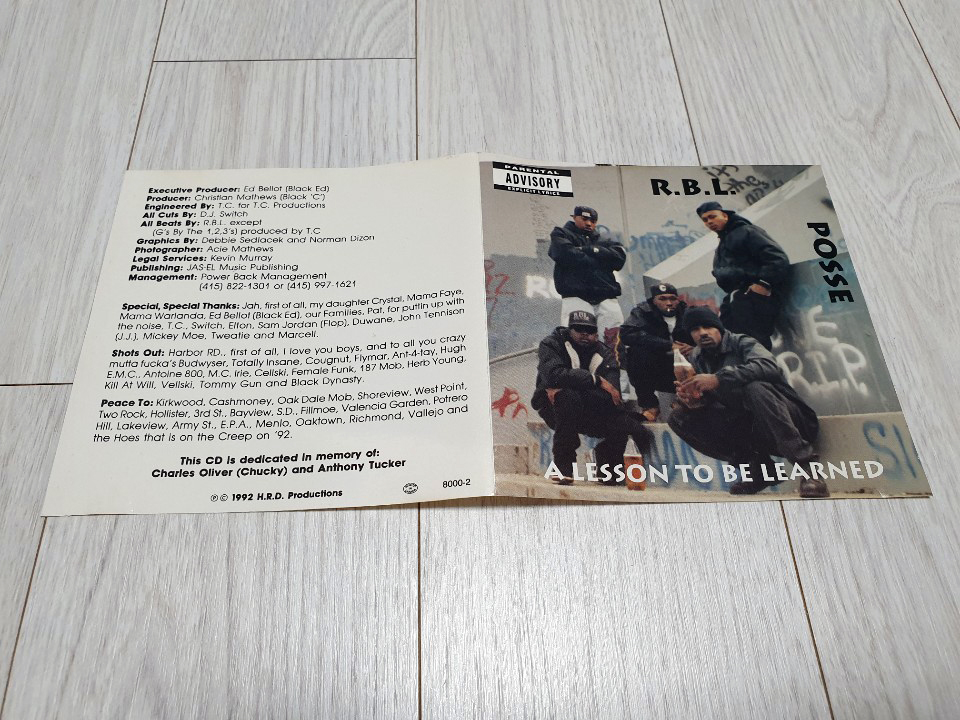 Executive Producer: Ed Bellot (Black Ed)
Producer: Christian Mathews (Black 'C')
Engineered By: T.C. for T.C. Productions
All Cuts By: D.J. Switch
All Beats By: R.B.L. except
(G's By The 1,2,3's) produced by T.C
Graphics By: Debbie Sedlacek and Norman Dizon
Photographer: Acie Mathews
Legal Services: Kevin Murray
Publishing: JAS-EL Music Publishing
Management: Power Back Management
(415) 822-1301 or (415) 997-1621
Special, Special Thanks: Jah, first of all, my daughter Crystal, Mama Faye,
Mama Warlanda, Ed Bellot (Black Ed), our Families, Pat, for puttin up with
the noise, T.C., Switch, Elton, Sam Jordan (Flop), Duwane, John Tennison
(J.J.), Mickey Moe, Tweatie and Marcell.
Shots Out: Harbor RD., first of all, I love you boys, and to all you crazy
mutta fucka's Budwyser, Totally Insane, Cougnut, Flymar, Ant-4-tay, Hugh
E.M.C., Antoine 800, M.C. Irie, Cellski, Female Funk, 187 Mob, Herb Young,
Kill At Will, Vellski, Tommy Gun and Black Dynasty.
Peace To: Kirkwood, Cashmoney, Oak Dale Mob, Shoreview, West Point,
Two Rock, Hollister, 3rd St., Bayview, S.D., Fillmoe, Valencia Garden, Potrero
Hill, Lakeview, Army St., E.P.A., Menlo, Oaktown, Richmond, Vallejo and
the Hoes that is on the Creep on '92.
This CD is dedicated in memory of:
Charles Oliver (Chucky) and Anthony Tucker
℗© 1992 H.R.D. Productions
8000-2
PARENTAL
ADVISORY
EXPLICIT LYRICS
R.B.L.
POSSE
R.I.P
A LESSON TO BE LEARNED